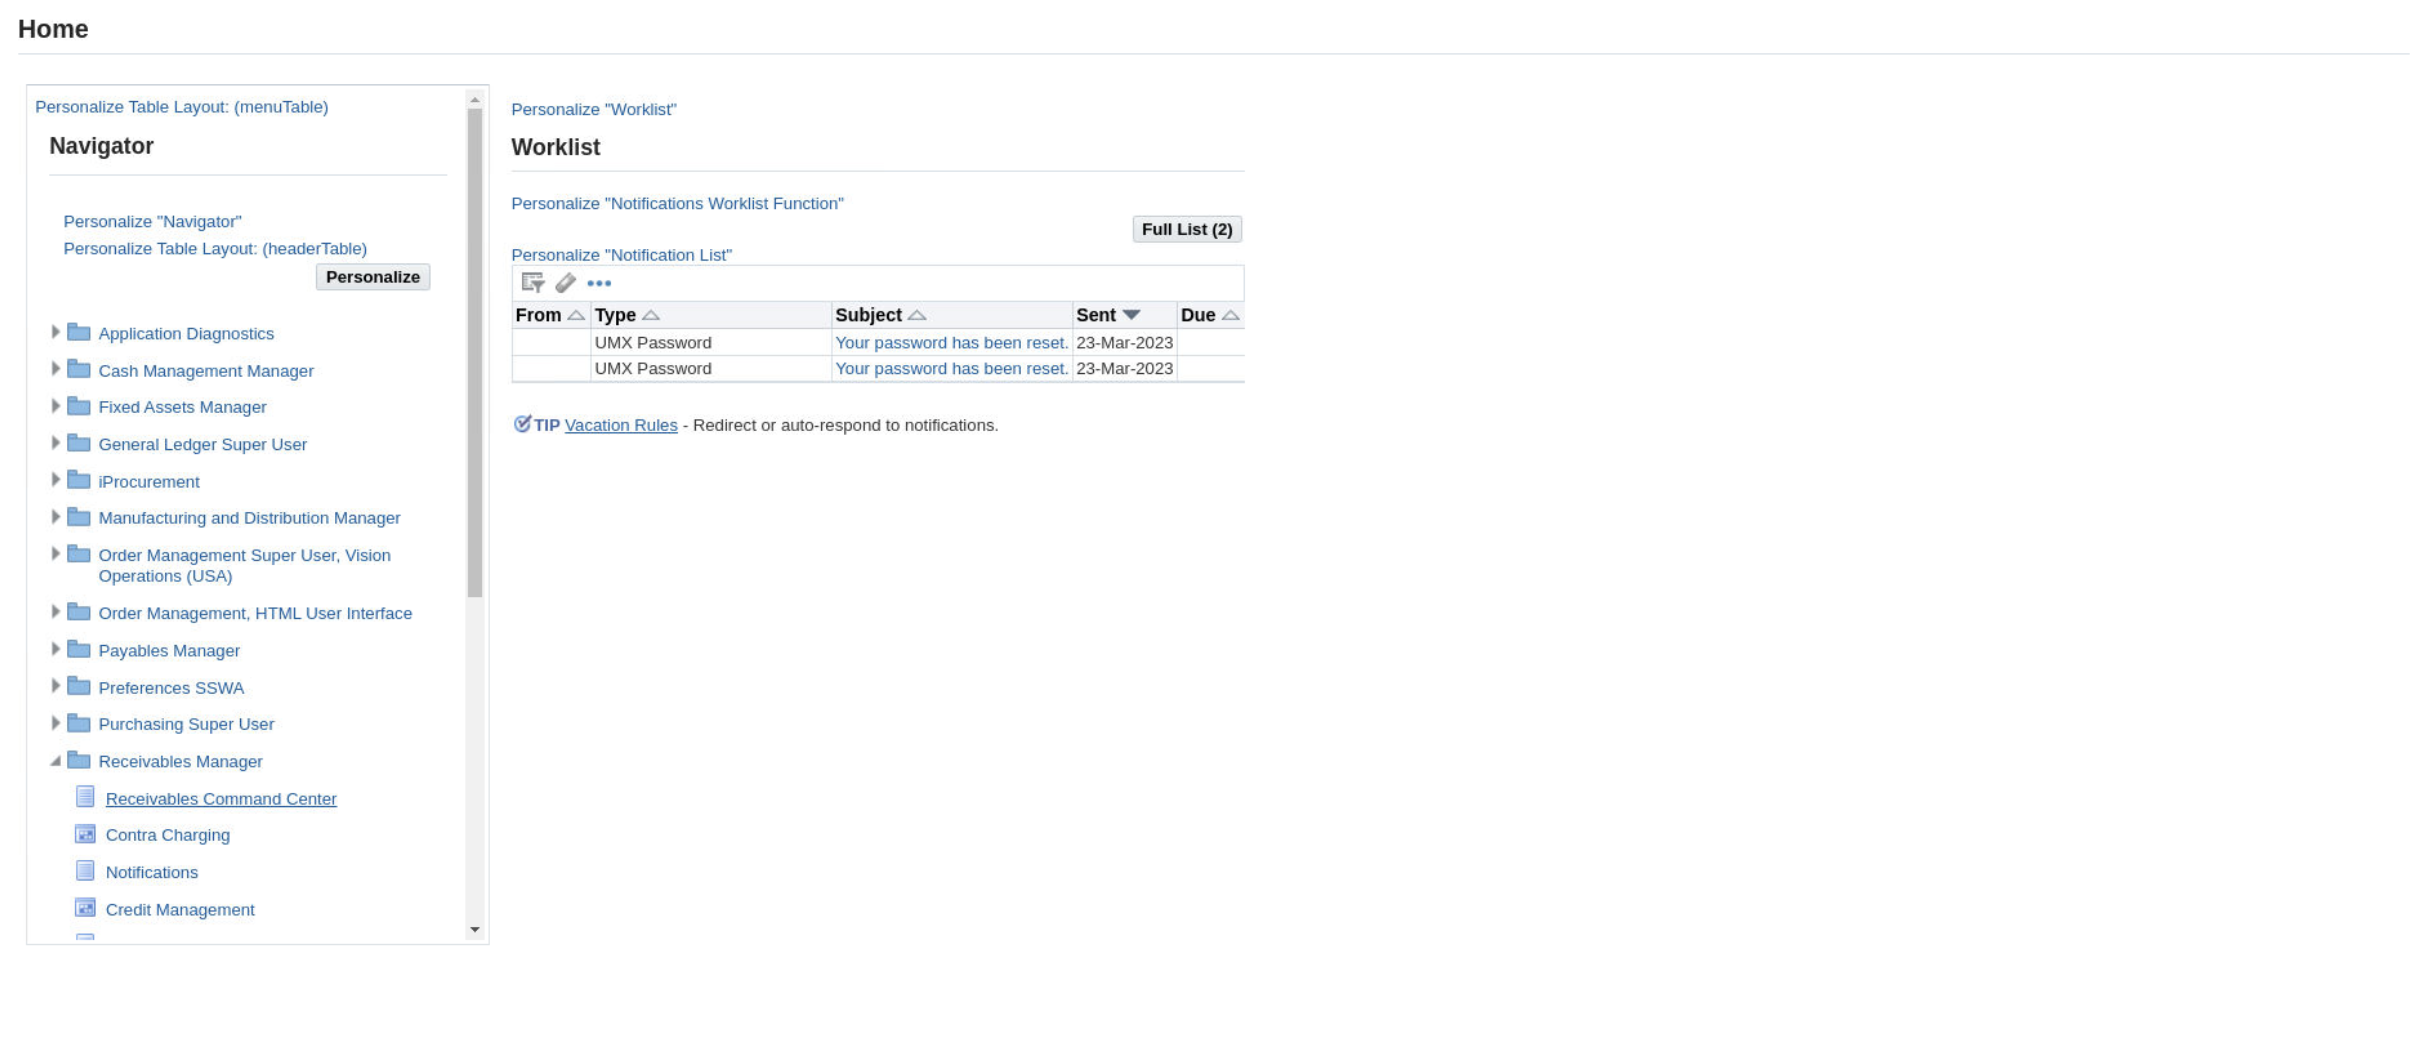 Home
Personalize Table Layout: (menuTable)
Navigator
Personalize "Navigator"
Personalize Table Layout: (headerTable)
Personalize
Application Diagnostics
Cash Management Manager
Fixed Assets Manager
General Ledger Super User
iProcurement
Manufacturing and Distribution Manager
Order Management Super User, Vision
Operations (USA)
Order Management, HTML User Interface
Payables Manager
Preferences SSWA
Purchasing Super User
Receivables Manager
Receivables Command Center
Contra Charging
Notifications
Credit Management
Personalize "Worklist"
Worklist
Personalize "Notifications Worklist Function"
Full List (2)
Personalize "Notification List"
From Type Subject Sent Due
UMX Password Your password has been reset. 23-Mar-2023
UMX Password Your password has been reset. 23-Mar-2023
TIP Vacation Rules - Redirect or auto-respond to notifications.